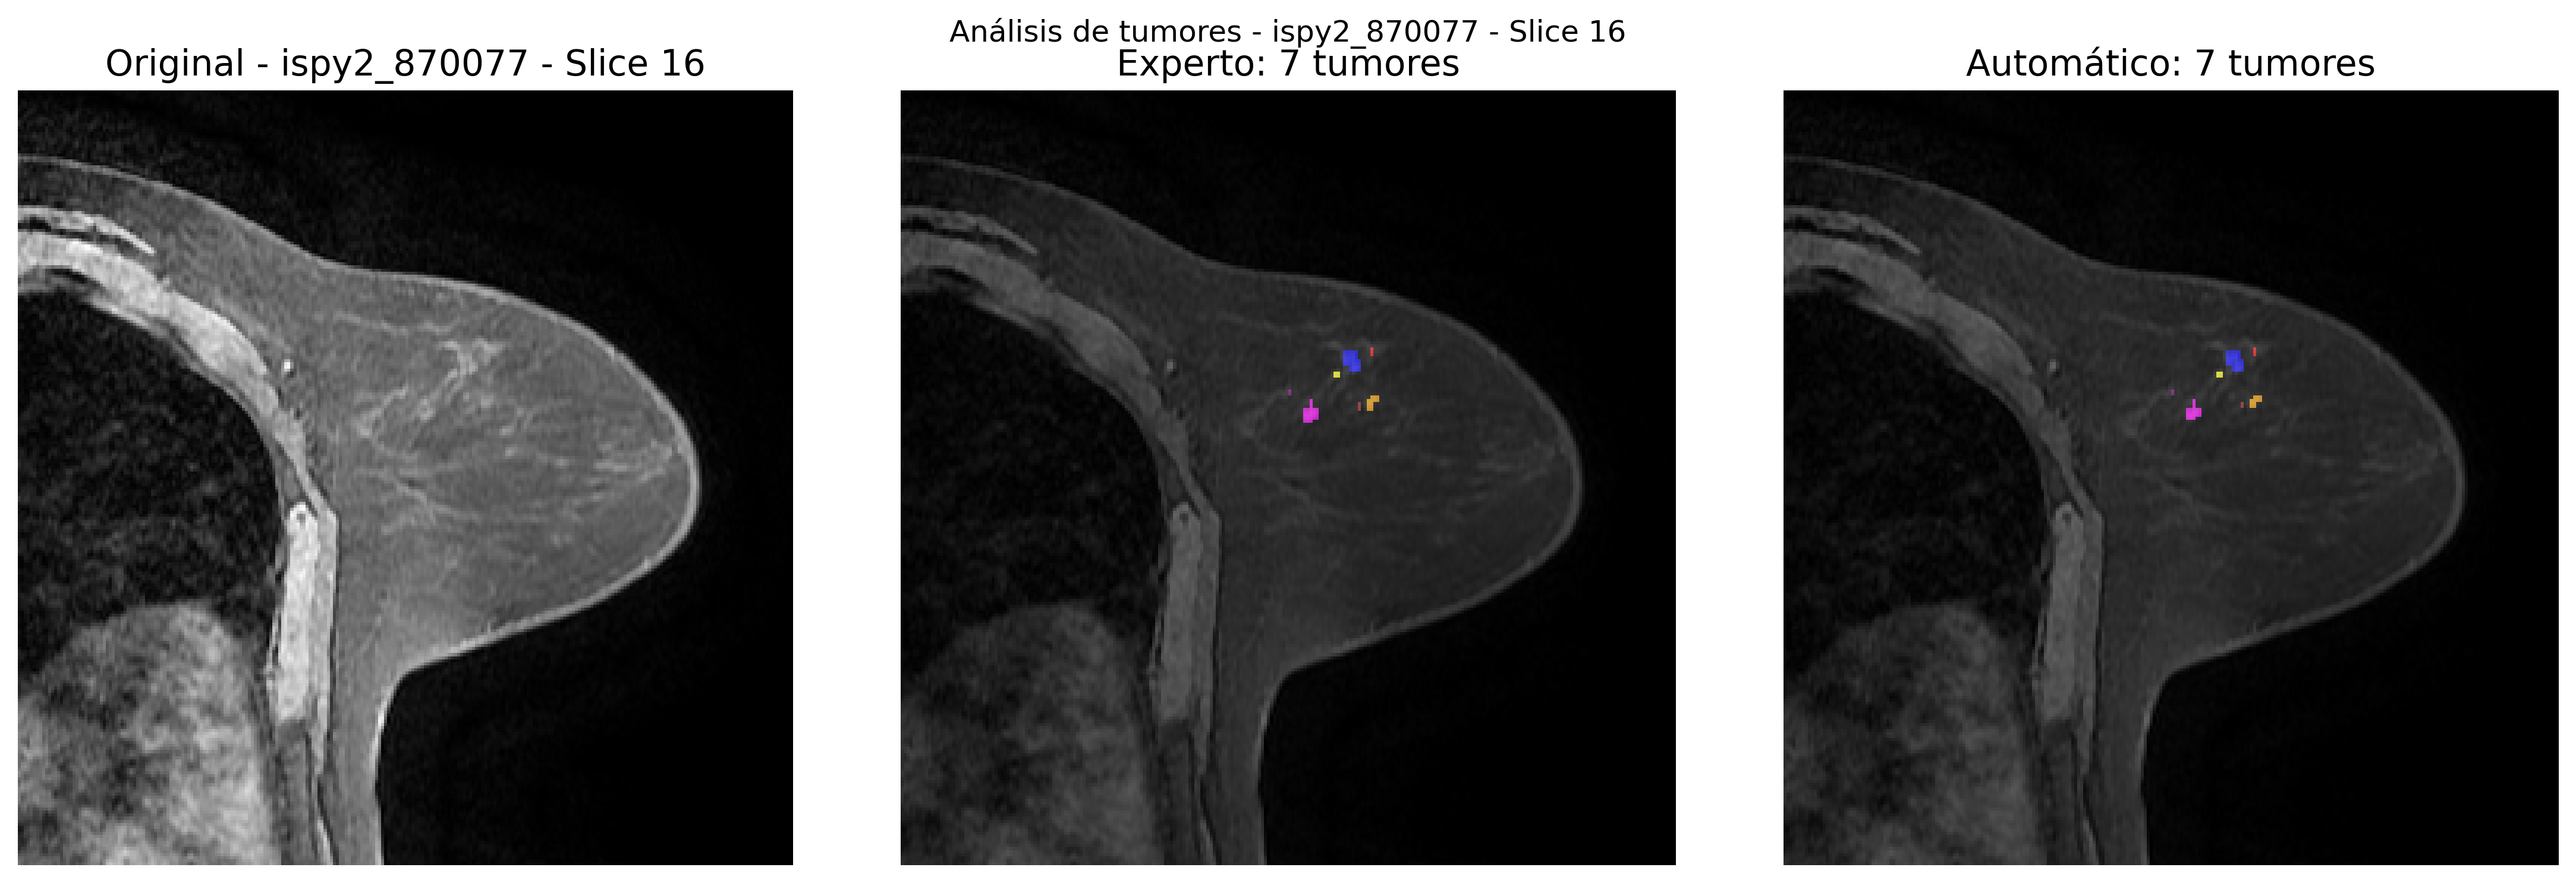 Análisis de tumores - ispy2_870077 - Slice 16
Original - ispy2_870077 - Slice 16
Experto: 7 tumores
Automático: 7 tumores